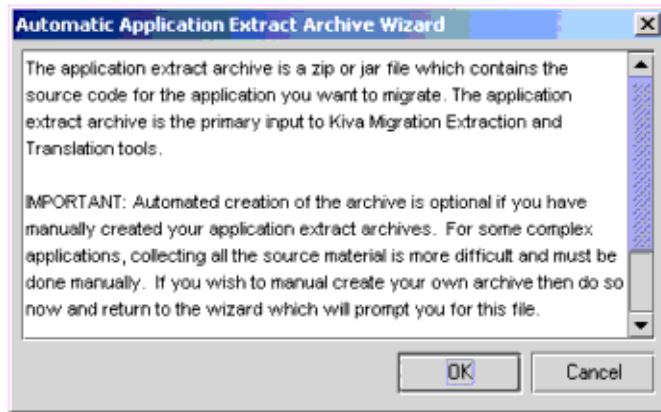 Automatic Application Extract Archive Wizard
The application extract archive is a zip or jar file which contains the
source code for the application you want to migrate. The application
extract archive is the primary input to Kiva Migration Extraction and
Translation tools.
IMPORTANT: Automated creation of the archive is optional if you have
manually created your application extract archives. For some complex
applications, collecting all the source material is more difficult and must be
done manually. If you wish to manual create your own archive then do so
now and return to the wizard which will prompt you for this file.
OK
Cancel